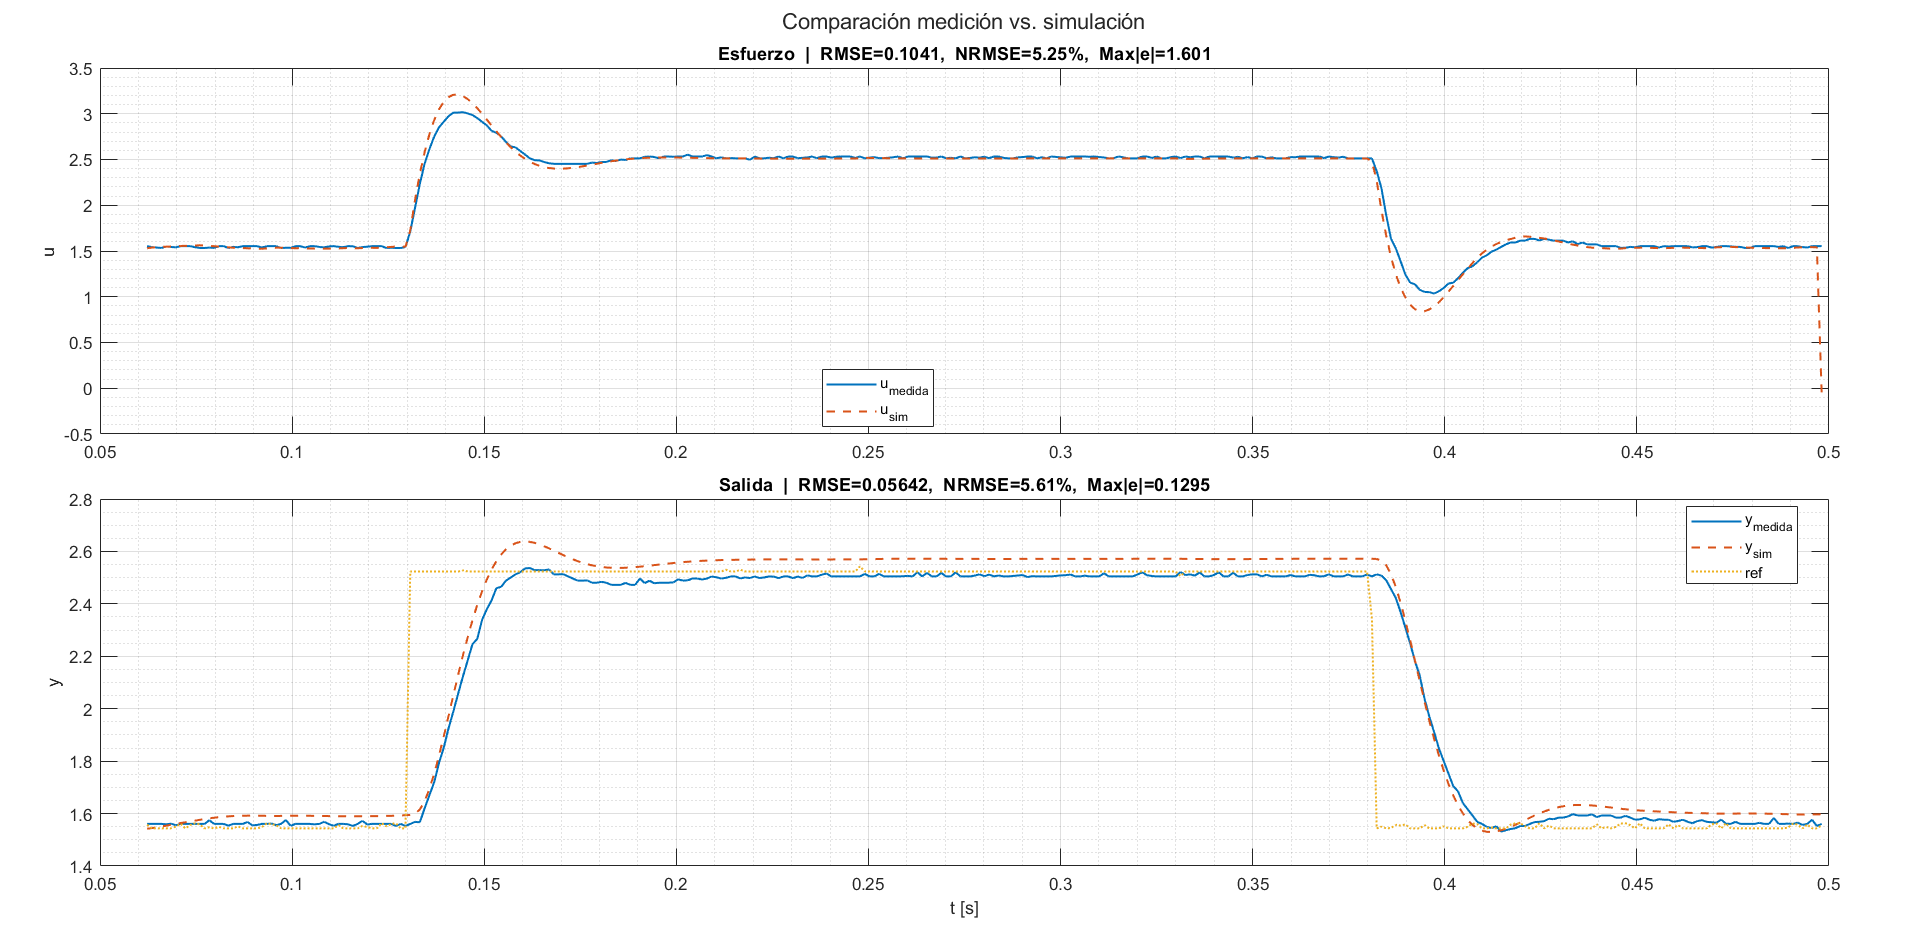 Comparación medición vs. simulación
Esfuerzo | RMSE=0.1041, NRMSE=5.25%, Max|e|=1.601
3.5
3
2.5
2
1.5
1
0.5
0
-0.5
u
u_medida
u_sim
0.05 0.1 0.15 0.2 0.25 0.3 0.35 0.4 0.45 0.5
Salida | RMSE=0.05642, NRMSE=5.61%, Max|e|=0.1295
2.8
2.6
2.4
2.2
2
1.8
1.6
1.4
y
y_medida
y_sim
ref
0.05 0.1 0.15 0.2 0.25 0.3 0.35 0.4 0.45 0.5
t [s]